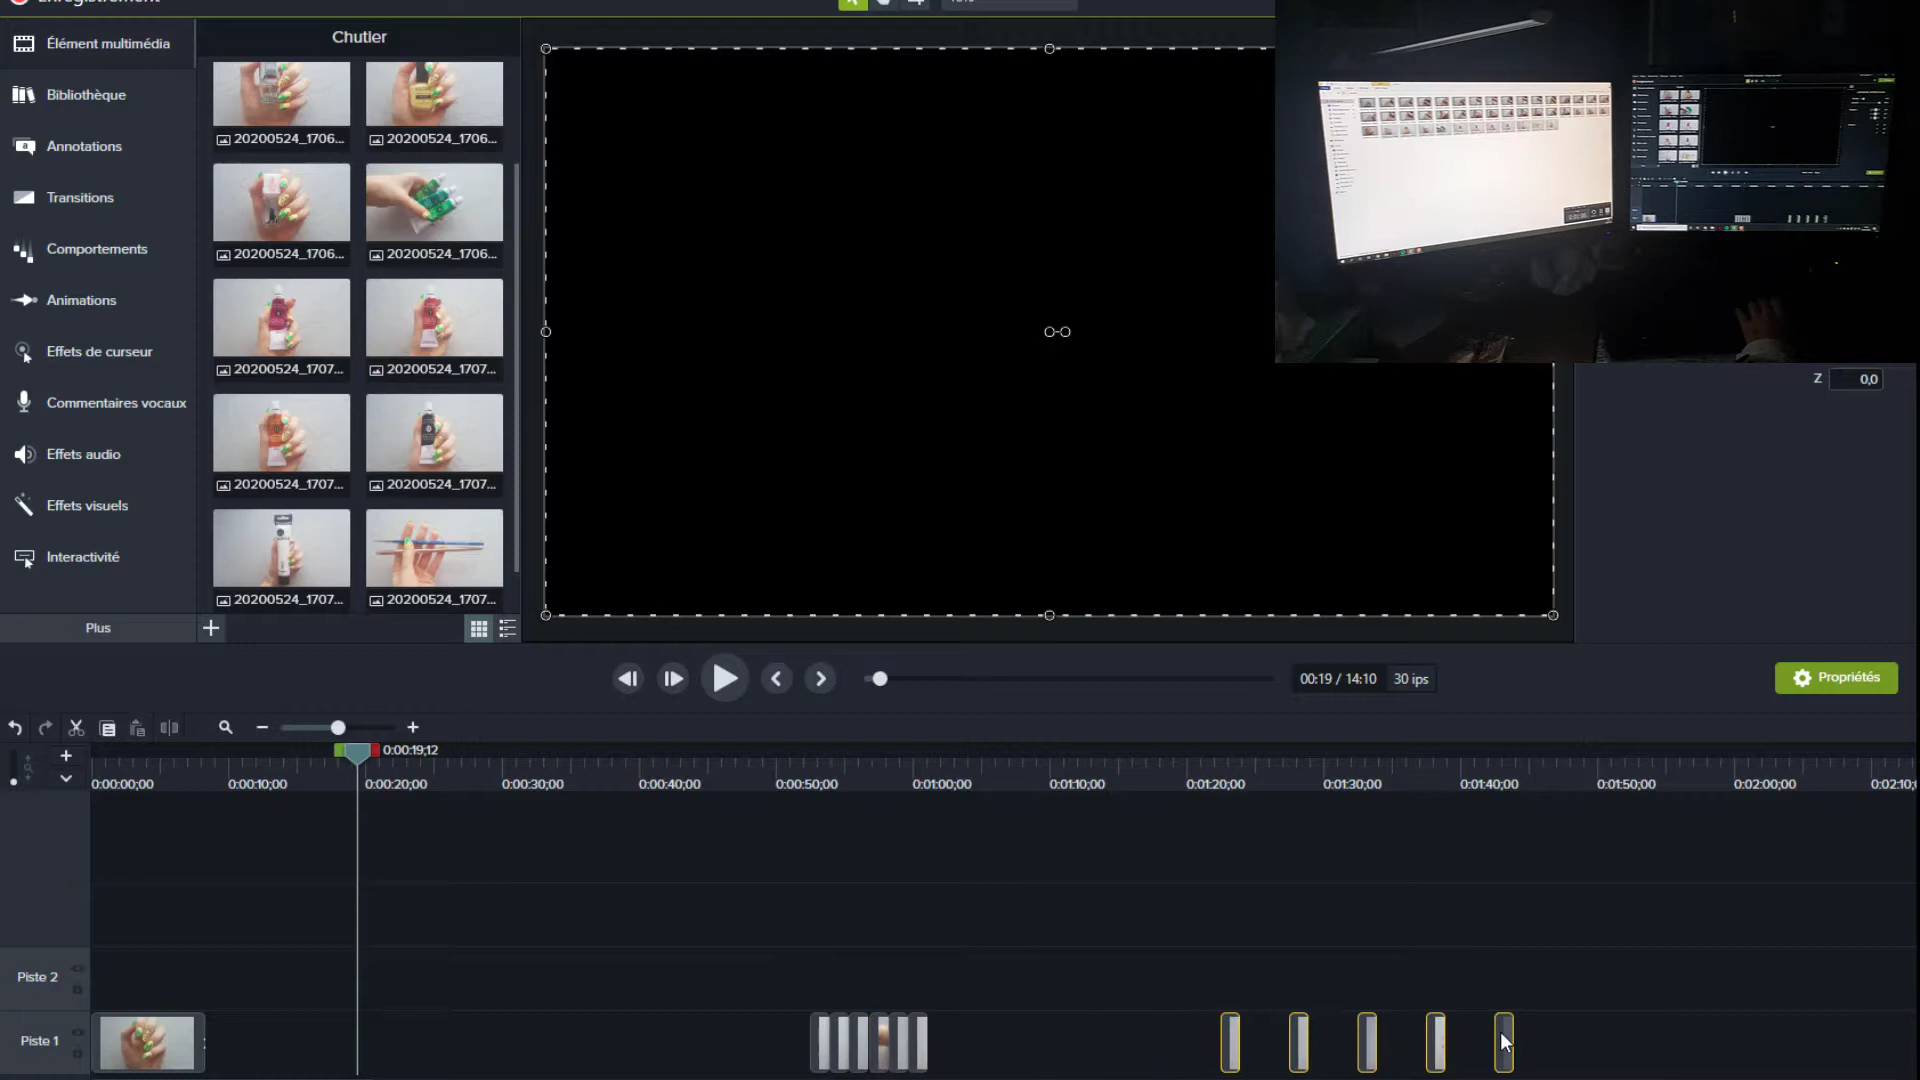 Enregistrement
Chutier
Élément multimédia
Bibliothèque
Annotations
Transitions
Comportements
Animations
Effets de curseur
Commentaires vocaux
Effets audio
Effets visuels
Interactivité
Plus
20200524_1706... 20200524_1706...
20200524_1706... 20200524_1706...
20200524_1707... 20200524_1707...
20200524_1707... 20200524_1707...
20200524_1707... 20200524_1707...
Z 0,0
00:19 / 14:10 30 ips
Propriétés
0:00:19;12
0:00:00;00 0:00:10;00 0:00:20;00 0:00:30;00 0:00:40;00 0:00:50;00 0:01:00;00 0:01:10;00 0:01:20;00 0:01:30;00 0:01:40;00 0:01:50;00 0:02:00;00 0:02:10;
Piste 2
Piste 1